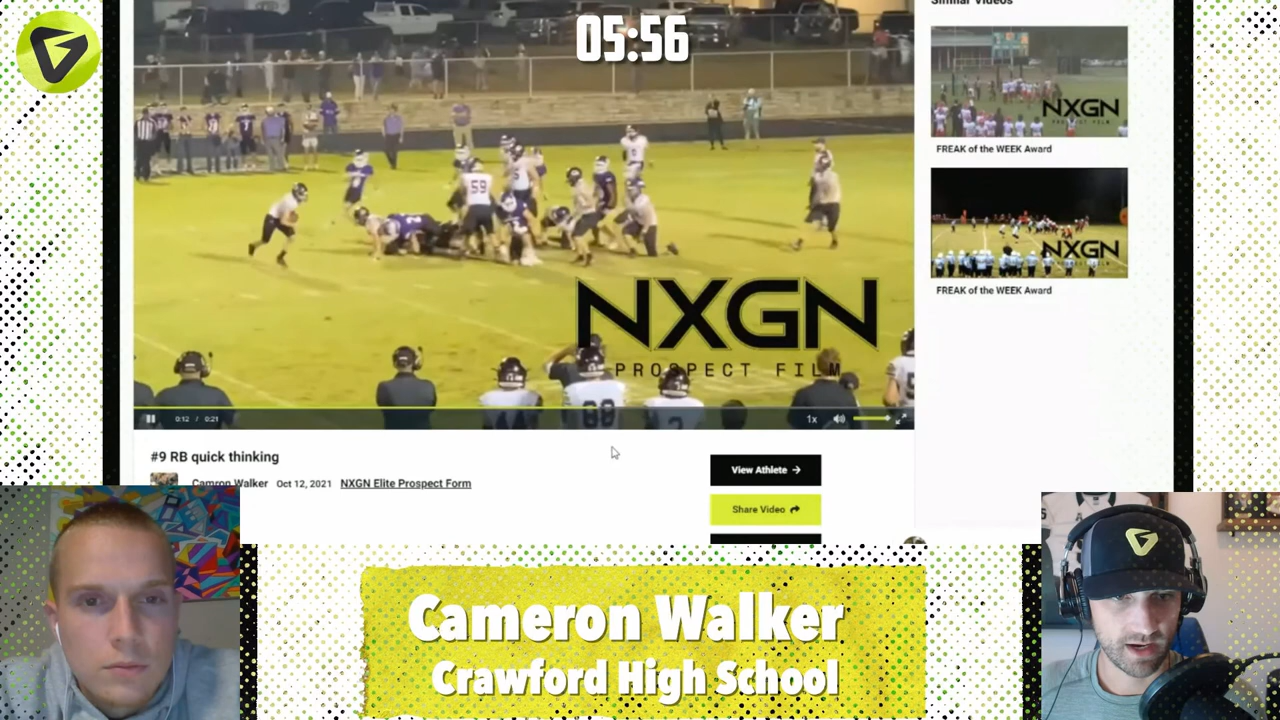 05:56
Similar Videos
NXGN
FREAK of the WEEK Award
NXGN
FREAK of the WEEK Award
59
NXGN
PROSPECT FILM
0:12 / 0:21
1x
#9 RB quick thinking
Camron Walker Oct 12, 2021 NXGN Elite Prospect Form
View Athlete
Share Video
Cameron Walker
Crawford High School